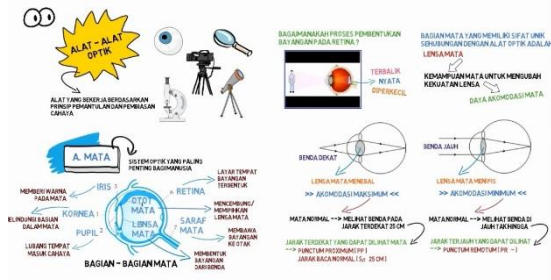 ALAT - ALAT
OPTIK
ALAT YANG BEKERJA BERDASARKAN
PRINSIP PEMANTULAN DAN PEMBIASAN
CAHAYA
A. MATA
SISTEM OPTIK YANG PALING
PENTING BAGI MANUSIA
MEMBERI WARNA
PADA MATA
IRIS
KORNEA
ELINDUNGI BAGIAN
DALAM MATA
PUPIL
LUBANG TEMPAT
MASUK CAHAYA
OTOT
MATA
LENSA
MATA
LAYAR TEMPAT
BAYANGAN
TERBENTUK
RETINA
MENCEMBUNG/
MEMIPIHKAN
LENSA MATA
SARAF
MATA
MEMBAWA
BAYANGAN
KE OTAK
MEMBENTUK
BAYANGAN
DARI BENDA
BAGIAN - BAGIAN MATA
BAGAIMANAKAH PROSES PEMBENTUKAN
BAYANGAN PADA RETINA ?
TERBALIK
NYATA
DIPERKECIL
BAGIAN MATA YANG MEMILIKI SIFAT UNIK
SEHUBUNGAN DENGAN ALAT OPTIK ADALAH
LENSA MATA
KEMAMPUAN MATA UNTUK MENGUBAH
KEKUATAN LENSA
DAYA AKOMODASI MATA
BENDA DEKAT
LENSA MATA MENEBAL
>> AKOMODASI MAKSIMUM <<
MATA NORMAL --> MELIHAT BENDA PADA
JARAK TERDEKAT 25 CM
JARAK TERDEKAT YANG DAPAT DILIHAT MATA
--> PUNCTUM PROXIMUM ( PP )
JARAK BACA NORMAL ( Sn 25 CM )
BENDA JAUH
LENSA MATA MENIPIS
>> AKOMODASI MINIMUM <<
MATA NORMAL --> MELIHAT BENDA DI
JAUH TAK HINGGA
JARAK TERJAUH YANG DAPAT DILIHAT
--> PUNCTUM REMOTUM ( PR )